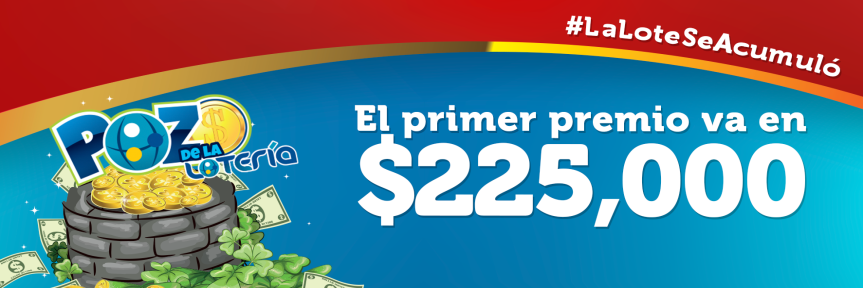 #LaLoteSeAcumuló
POZO
DE LA
LOTERÍA
El primer premio va en
$225,000